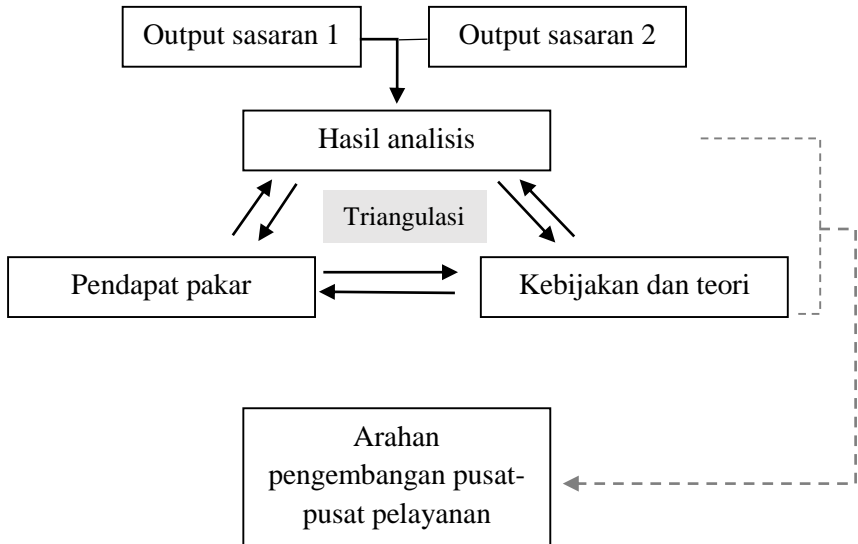 Output sasaran 1
Output sasaran 2
Hasil analisis
Triangulasi
Pendapat pakar
Kebijakan dan teori
Arahan
pengembangan pusat-
pusat pelayanan